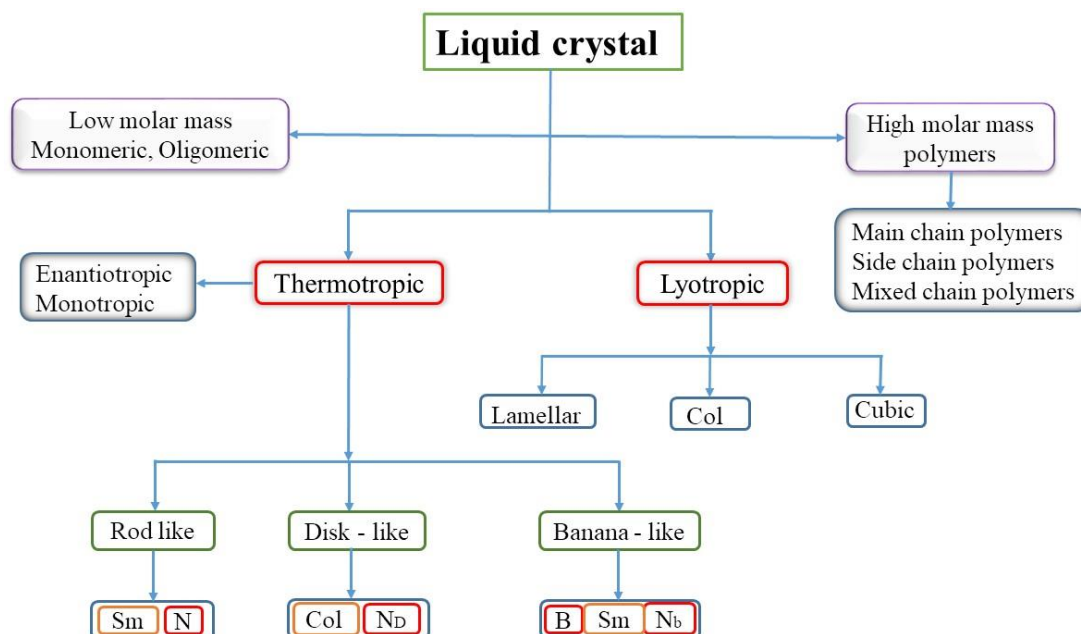 Liquid crystal
Low molar mass
Monomeric, Oligomeric
High molar mass
polymers
Main chain polymers
Side chain polymers
Mixed chain polymers
Enantiotropic
Monotropic
Thermotropic
Lyotropic
Lamellar
Col
Cubic
Rod like
Disk - like
Banana - like
Sm N
Col ND
B Sm Nb